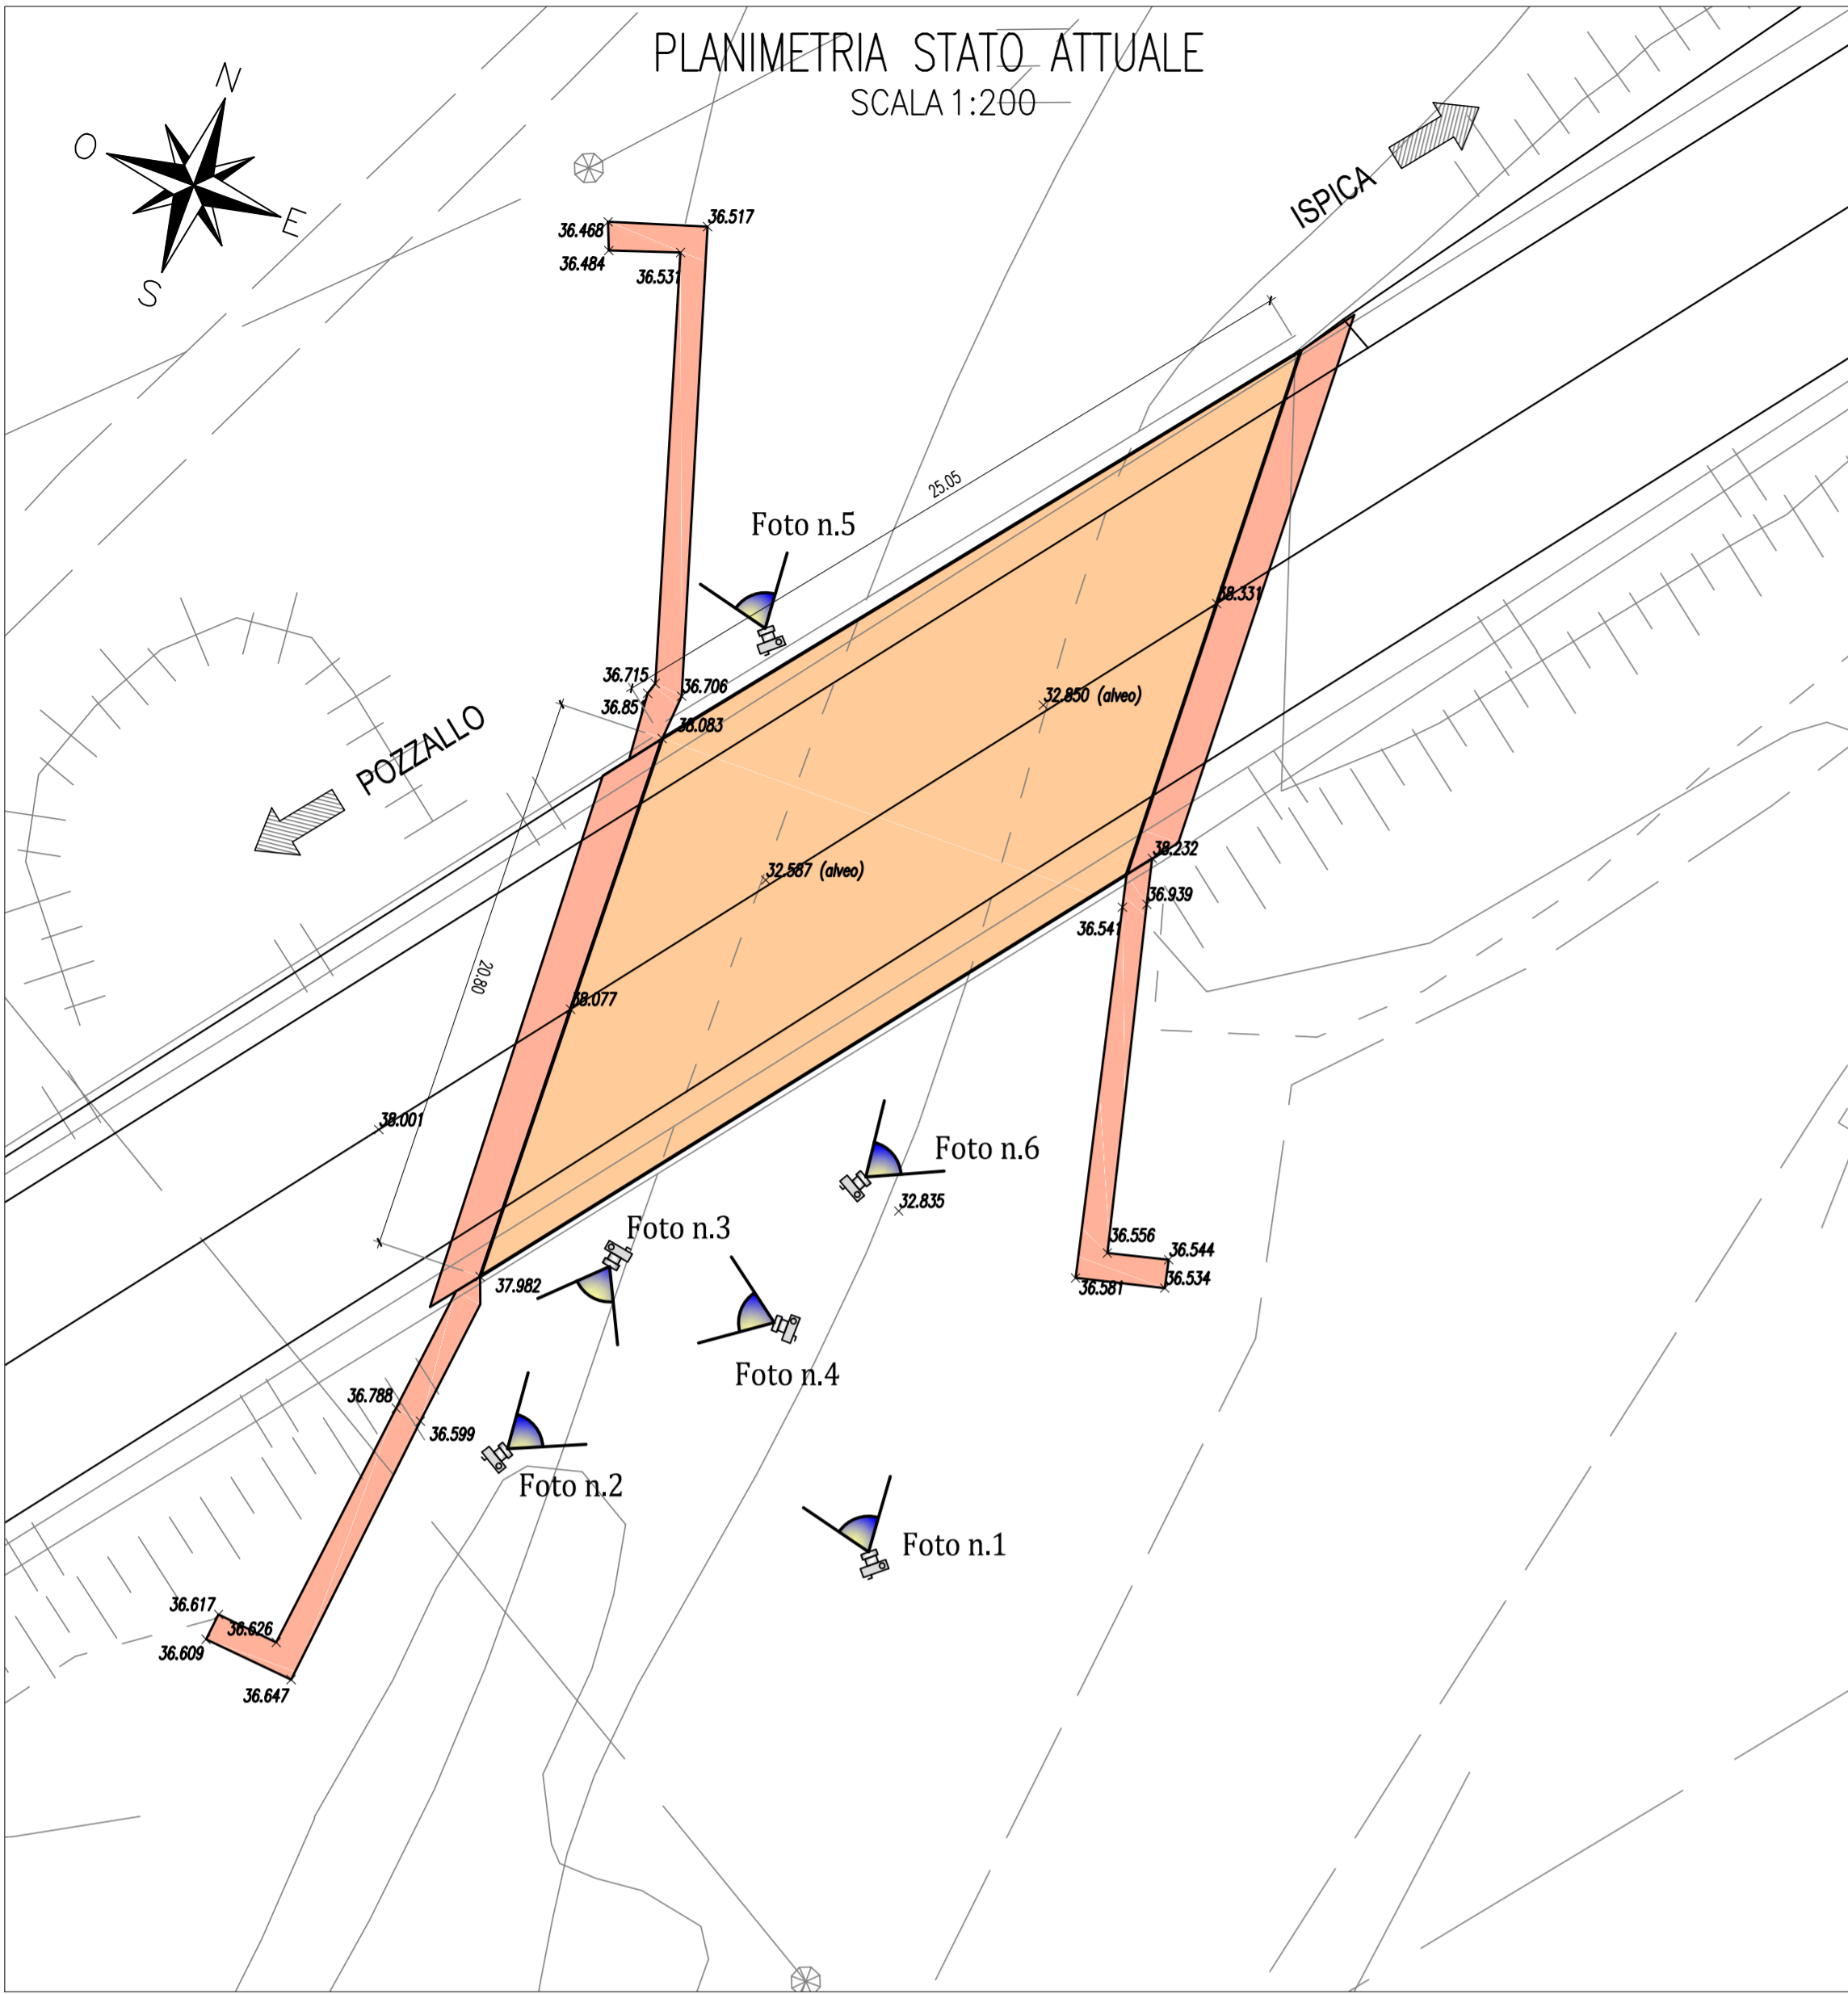 PLANIMETRIA STATO ATTUALE
SCALA 1:200
N
O
E
S
ISPICA
36.468
36.517
36.484
36.531
25.05
Foto n.5
38.331
36.715
36.706
36.851
32.850 (alveo)
38.083
POZZALLO
38.232
32.587 (alveo)
36.939
36.541
20.80
38.077
38.001
Foto n.6
32.835
Foto n.3
36.556
36.544
37.982
36.581
36.534
Foto n.4
36.788
36.599
Foto n.2
Foto n.1
36.617
36.626
36.609
36.647